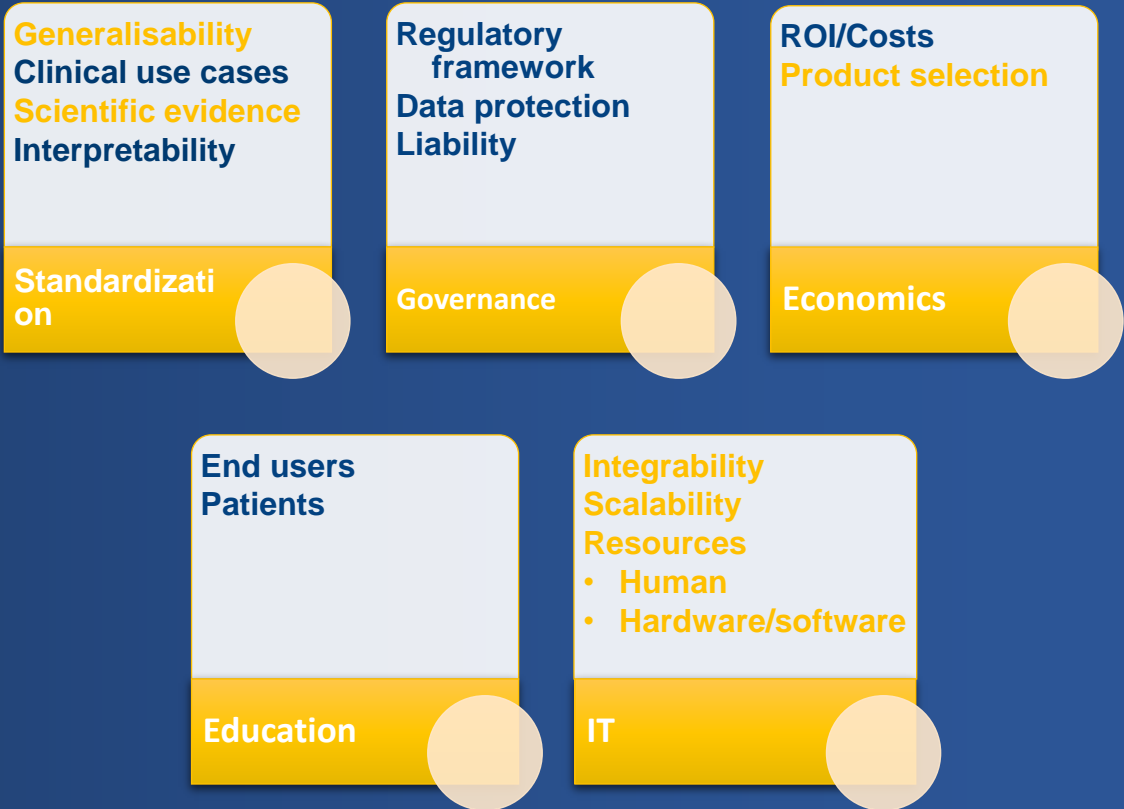 Generalisability
Clinical use cases
Scientific evidence
Interpretability
Standardizati
on
Regulatory
framework
Data protection
Liability
Governance
ROI/Costs
Product selection
Economics
End users
Patients
Education
Integrability
Scalability
Resources
• Human
• Hardware/software
IT